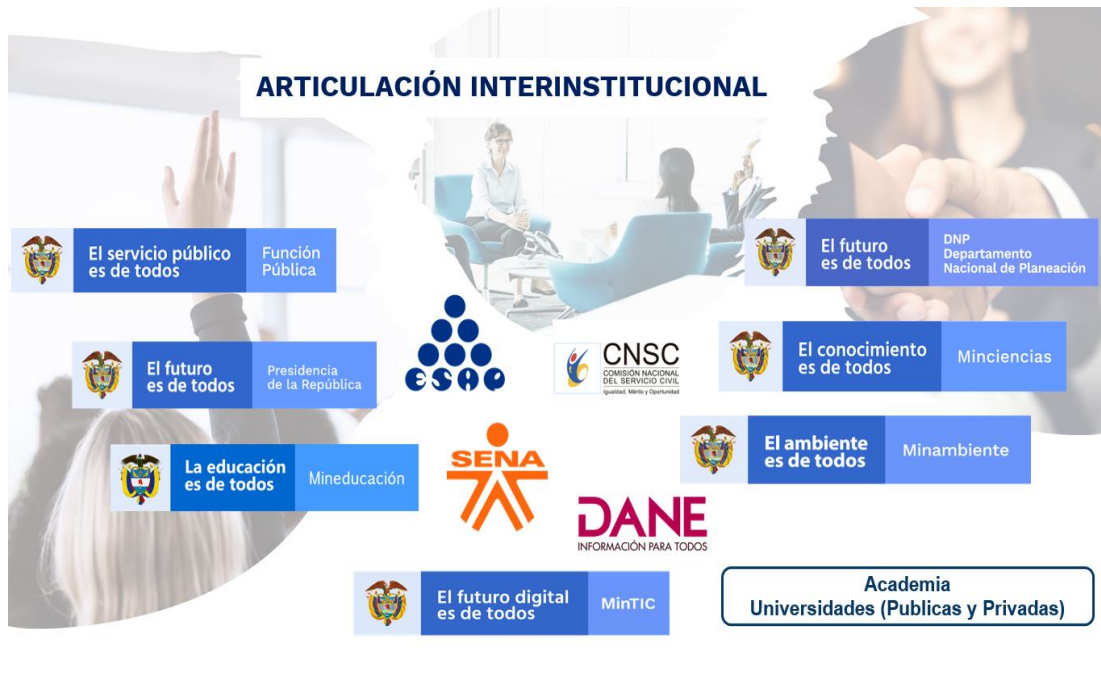 ARTICULACIÓN INTERINSTITUCIONAL
El servicio público
es de todos
Función
Pública
El futuro
es de todos
DNP
Departamento
Nacional de Planeación
El futuro
es de todos
Presidencia
de la República
ESAP
CNSC
COMISIÓN NACIONAL
DEL SERVICIO CIVIL
Igualdad, Mérito y Oportunidad
El conocimiento
es de todos
Minciencias
La educación
es de todos
Mineducación
SENA
El ambiente
es de todos
Minambiente
DANE
INFORMACIÓN PARA TODOS
El futuro digital
es de todos
MinTIC
Academia
Universidades (Publicas y Privadas)